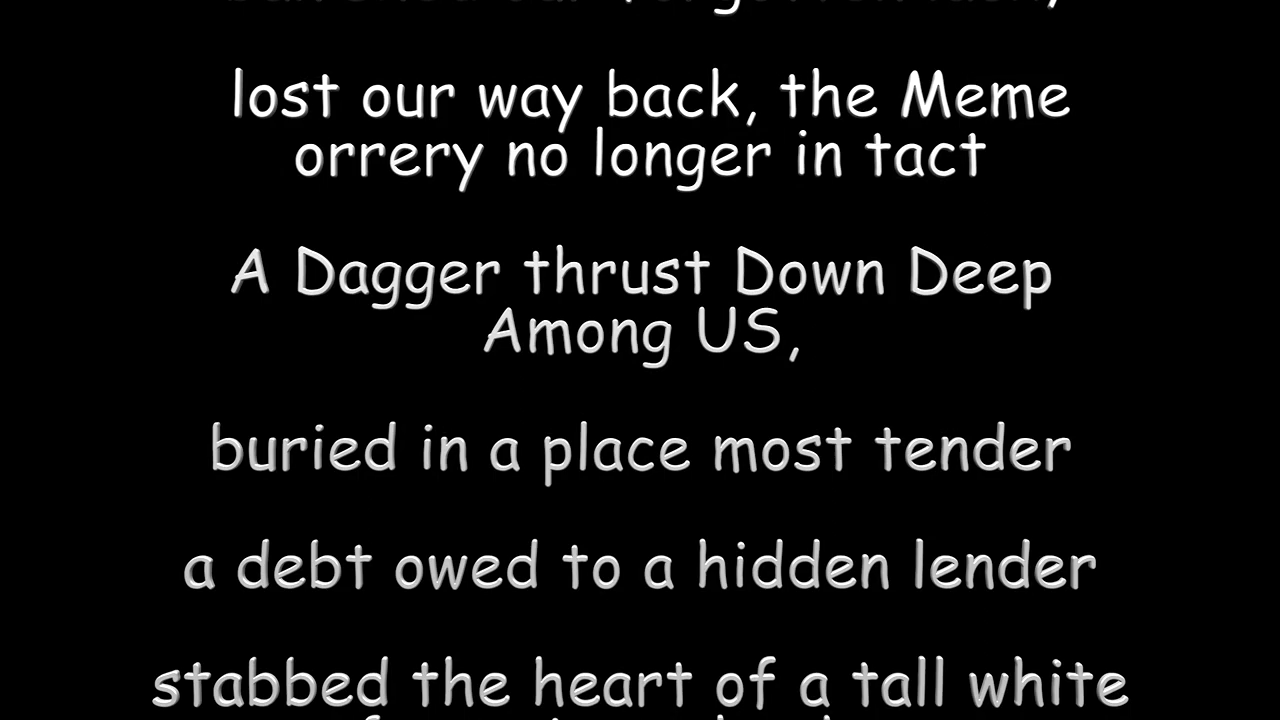 lost our way back, the Meme
orrery no longer in tact
A Dagger thrust Down Deep
Among US,
buried in a place most tender
a debt owed to a hidden lender
stabbed the heart of a tall white